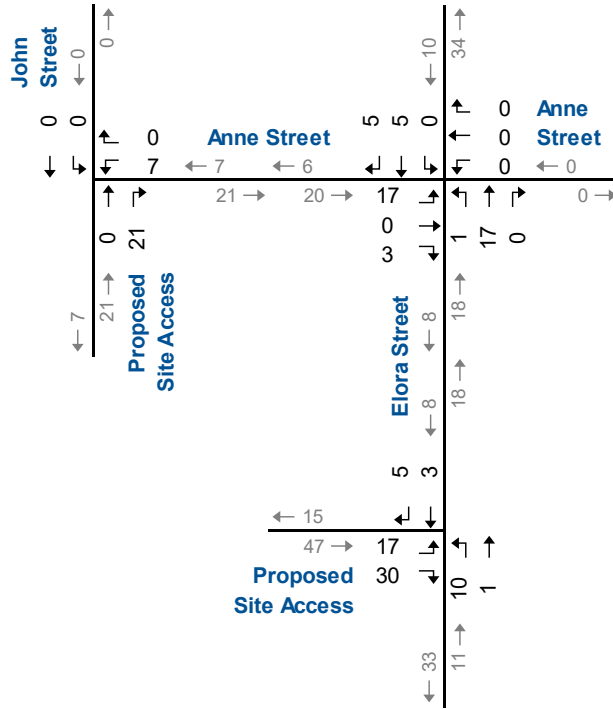 John
Street
0
0
10
34
0 0
0
7
Anne Street
5 5 0
0
0
0
Anne
Street
7
6
0
21
20
17
0
3
0
0 21
1 17 0
7
21
Proposed
Site Access
Elora Street
8
18
8
18
5 3
15
47
17
30
Proposed
Site Access
10 1
33
11